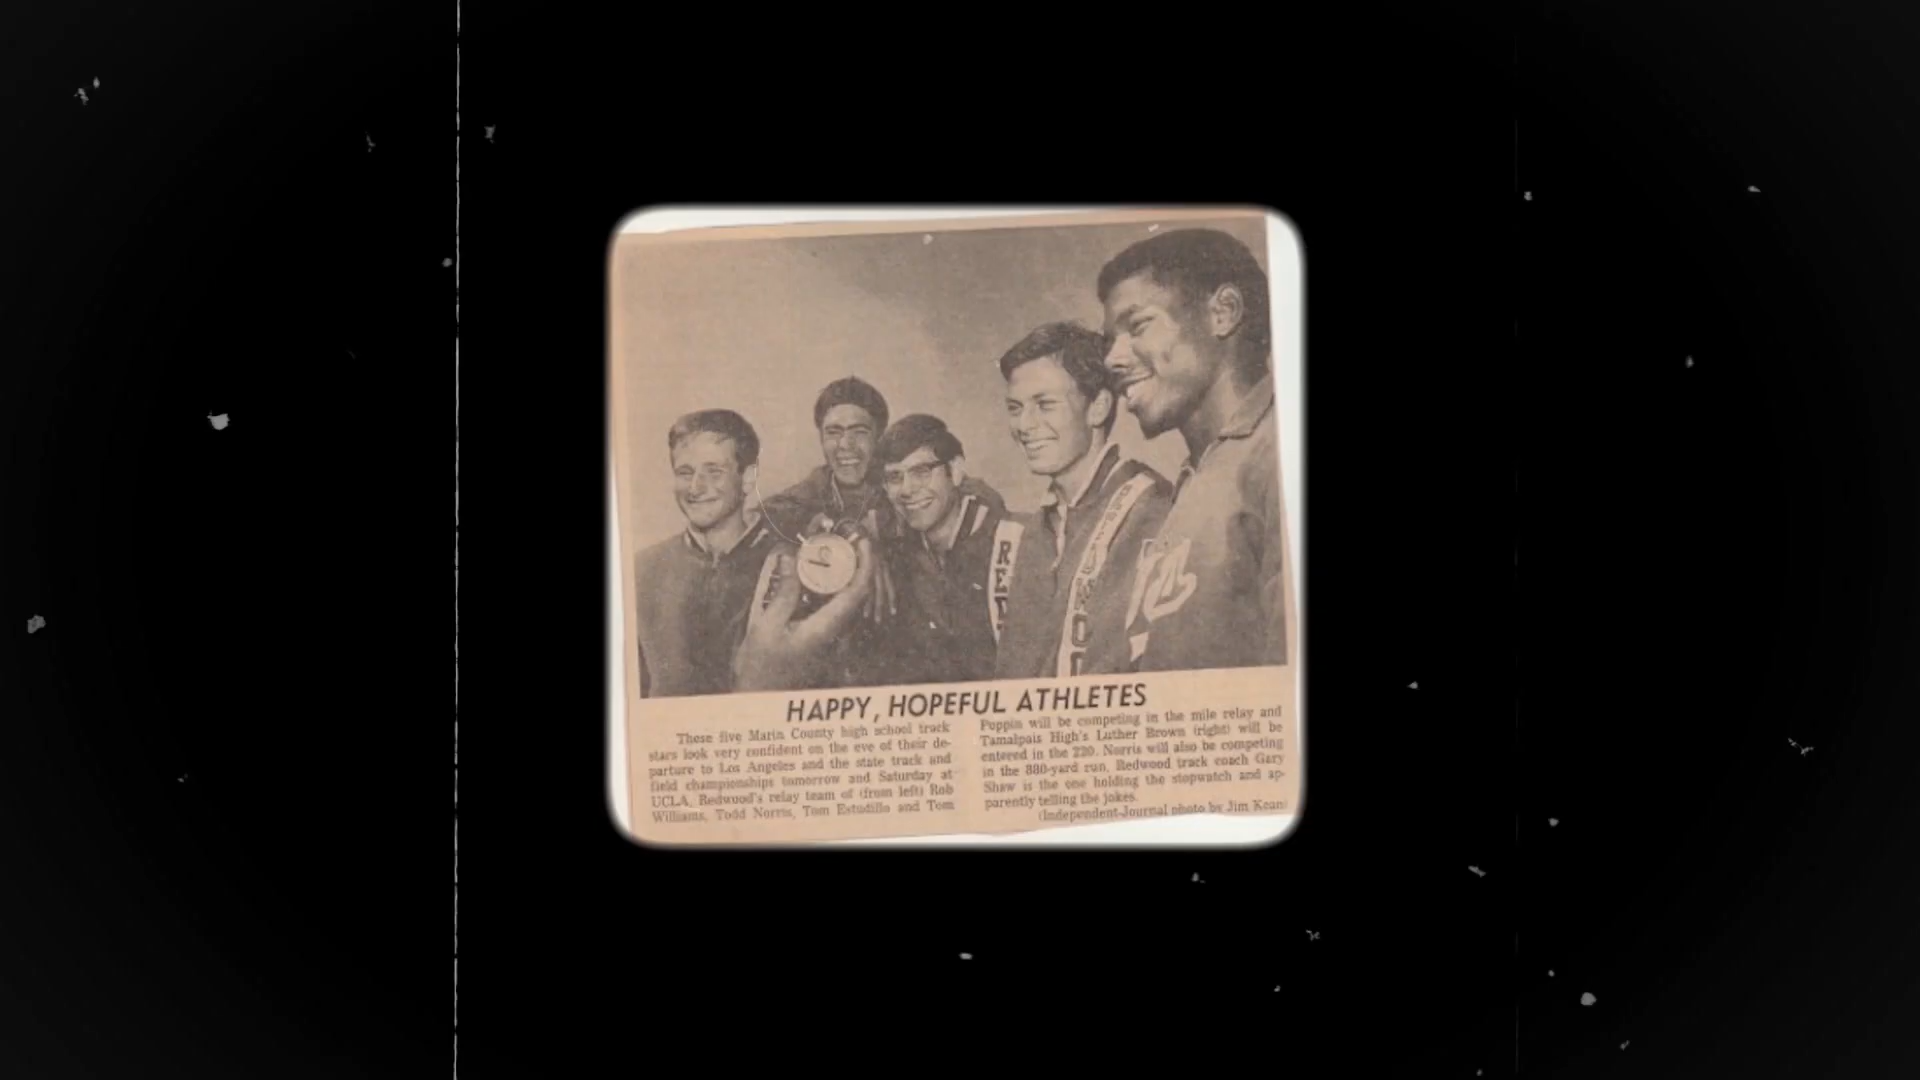 RED
HAPPY, HOPEFUL ATHLETES
These five Marin County high school track
stars look very confident on the eve of their de-
parture to Los Angeles and the state track and
field championships tomorrow and Saturday at
UCLA. Redwood's relay team of (from left) Rob
Williams, Todd Norris, Tom Estudillo and Tom
Poppin will be competing in the mile relay and
Tamalpais High's Luther Brown (right) will be
entered in the 220. Norris will also be competing
in the 880-yard run. Redwood track coach Gary
Shaw is the one holding the stopwatch and ap-
parently telling the jokes.
(Independent-Journal photo by Jim Kean)